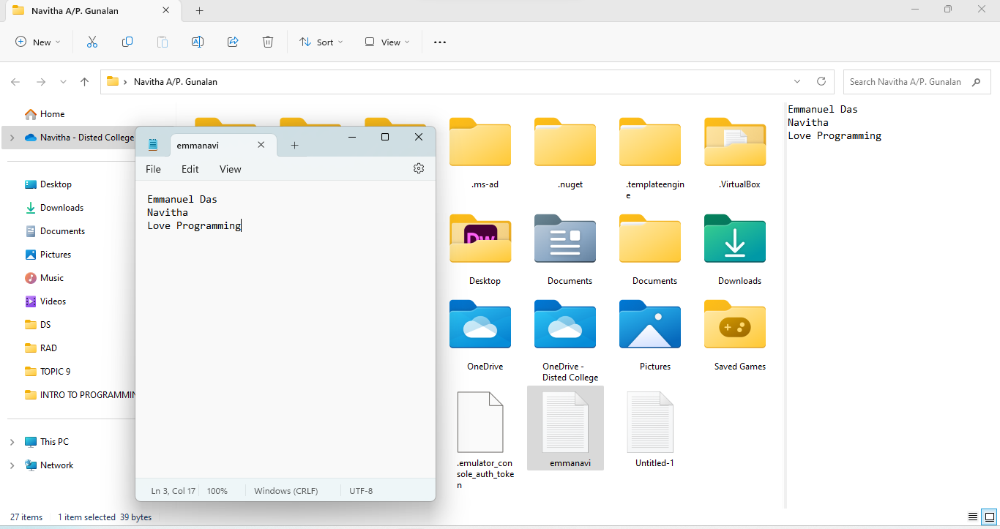 Navitha A/P. Gunalan
New
Sort
View
Navitha A/P. Gunalan
Search Navitha A/P. Gunalan
Home
Navitha - Disted College
Desktop
Downloads
Documents
Pictures
Music
Videos
DS
RAD
TOPIC 9
INTRO TO PROGRAMMIN
This PC
Network
emmanavi
File Edit View
Emmanuel Das
Navitha
Love Programming
Ln 3, Col 17 100% Windows (CRLF) UTF-8
.ms-ad
.nuget
.templateengin
e
.VirtualBox
Dw
Desktop
Documents
Documents
Downloads
OneDrive
OneDrive -
Disted College
Pictures
Saved Games
.emulator_con
sole_auth_toke
n
emmanavi
Untitled-1
Emmanuel Das
Navitha
Love Programming
27 items 1 item selected 39 bytes